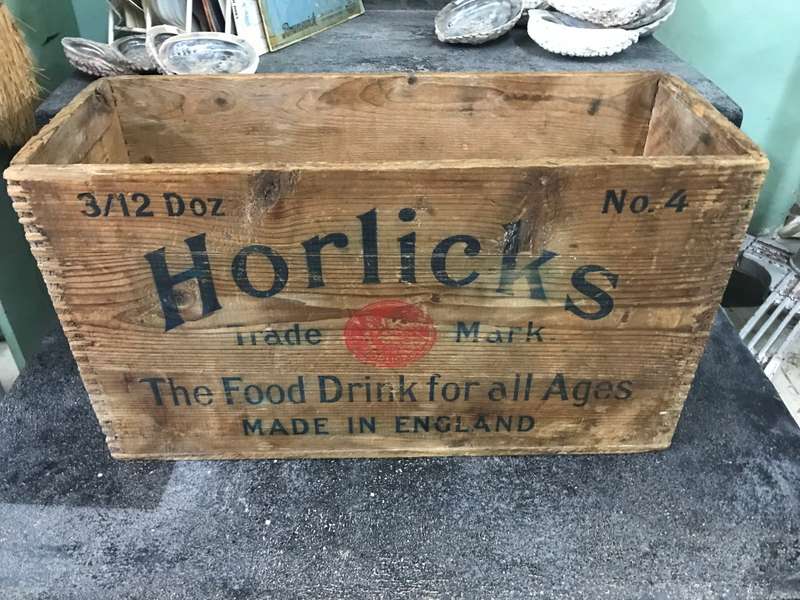 3/12 Doz No. 4
Horlicks
Trade Mark.
The Food Drink for all Ages
MADE IN ENGLAND